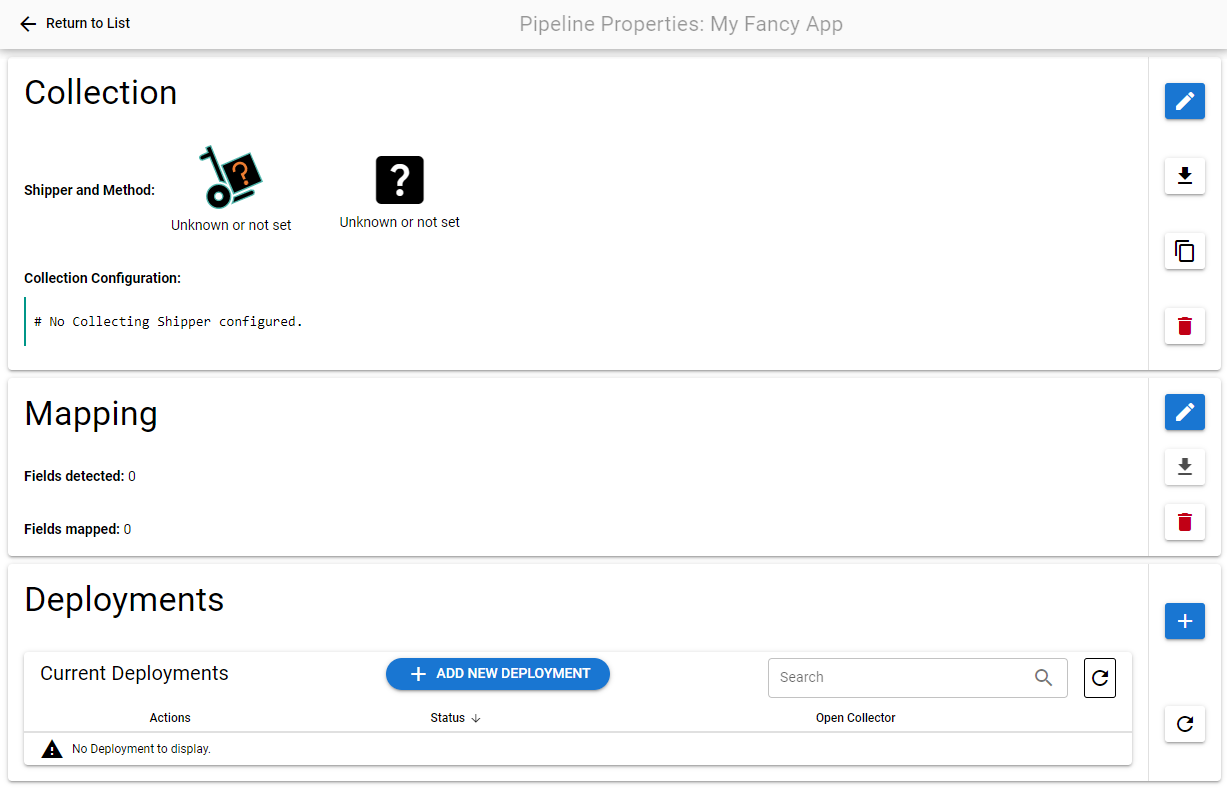 Return to List
Pipeline Properties: My Fancy App
Collection
Shipper and Method:
?
Unknown or not set
?
Unknown or not set
Collection Configuration:
# No Collecting Shipper configured.
Mapping
Fields detected: 0
Fields mapped: 0
Deployments
Current Deployments
ADD NEW DEPLOYMENT
Search
Actions
Status
Open Collector
No Deployment to display.